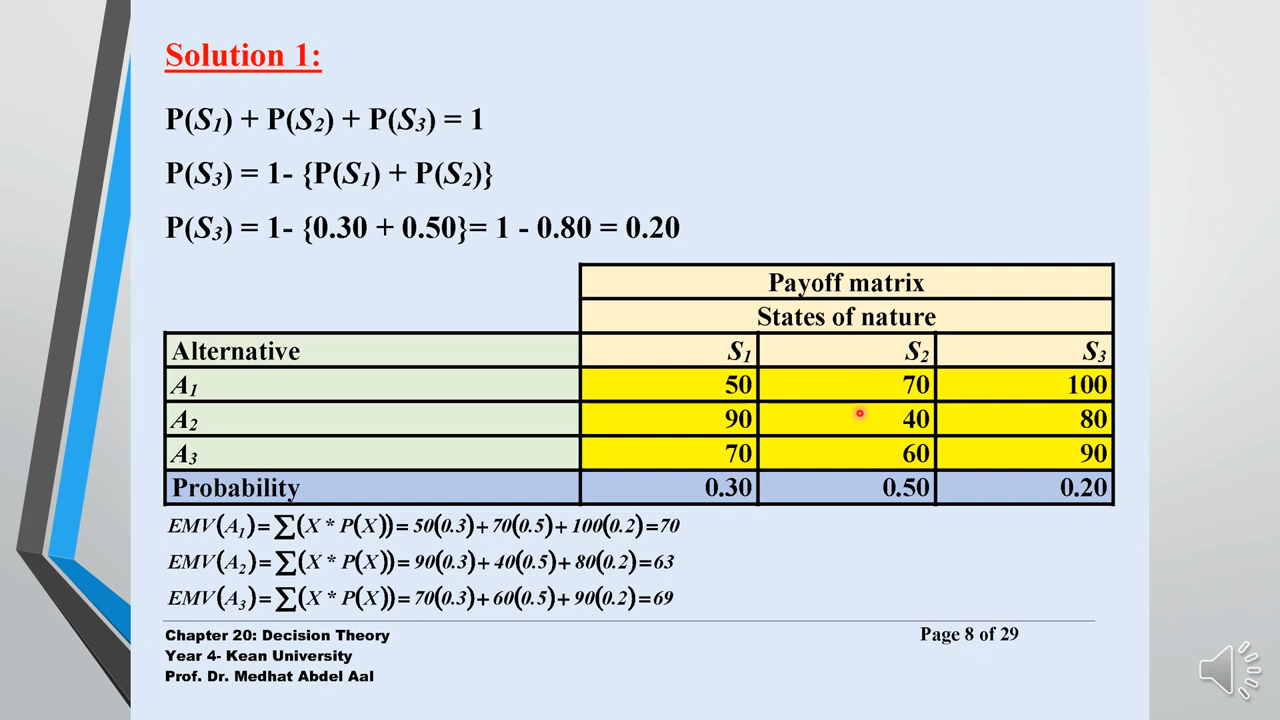 Solution 1:
P(S1) + P(S2) + P(S3) = 1
P(S3) = 1- {P(S1) + P(S2)}
P(S3) = 1- {0.30 + 0.50}= 1 - 0.80 = 0.20
Payoff matrix
States of nature
Alternative S1 S2 S3
A1 50 70 100
A2 90 40 80
A3 70 60 90
Probability 0.30 0.50 0.20
EMV(A1)=∑(X * P(X))= 50(0.3)+70(0.5)+100(0.2)=70
EMV(A2)=∑(X * P(X))= 90(0.3)+40(0.5)+80(0.2)=63
EMV(A3)=∑(X * P(X))= 70(0.3)+60(0.5)+90(0.2)=69
Chapter 20: Decision Theory Page 8 of 29
Year 4- Kean University
Prof. Dr. Medhat Abdel Aal